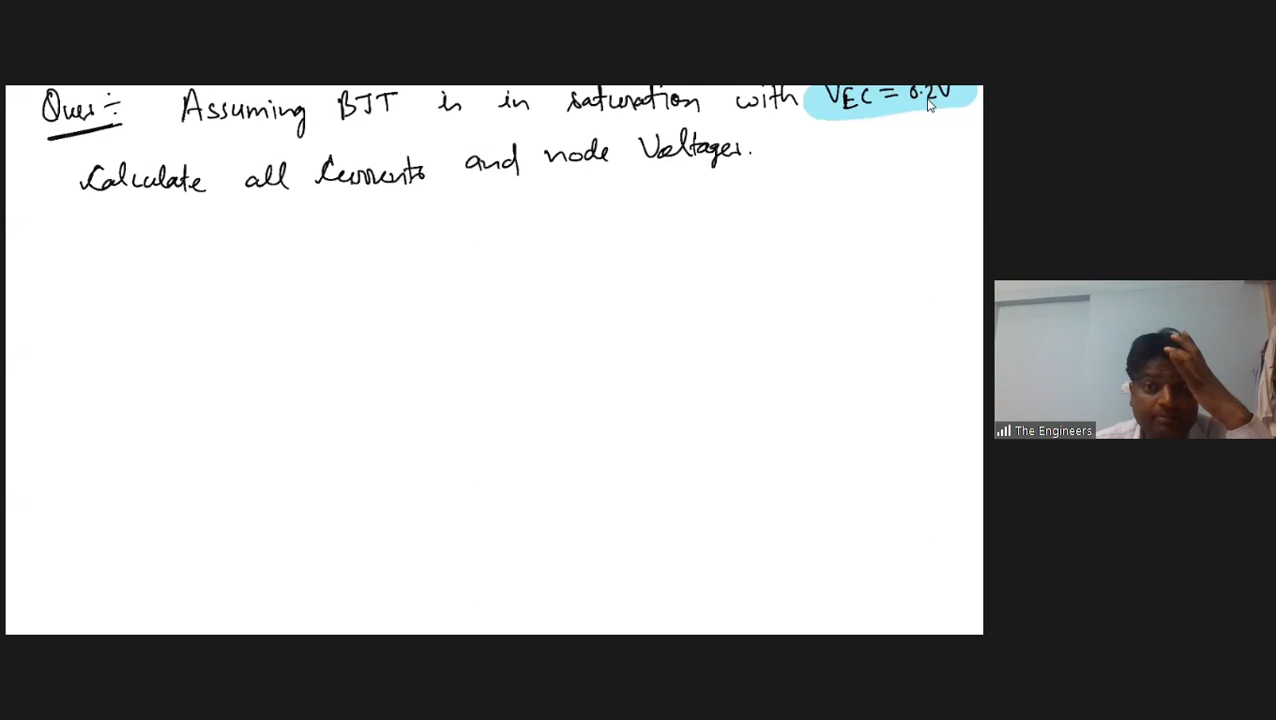 Ques :- Assuming BJT is in saturation with VEC = 0.2V
Calculate all Currents and node Voltages.
The Engineers